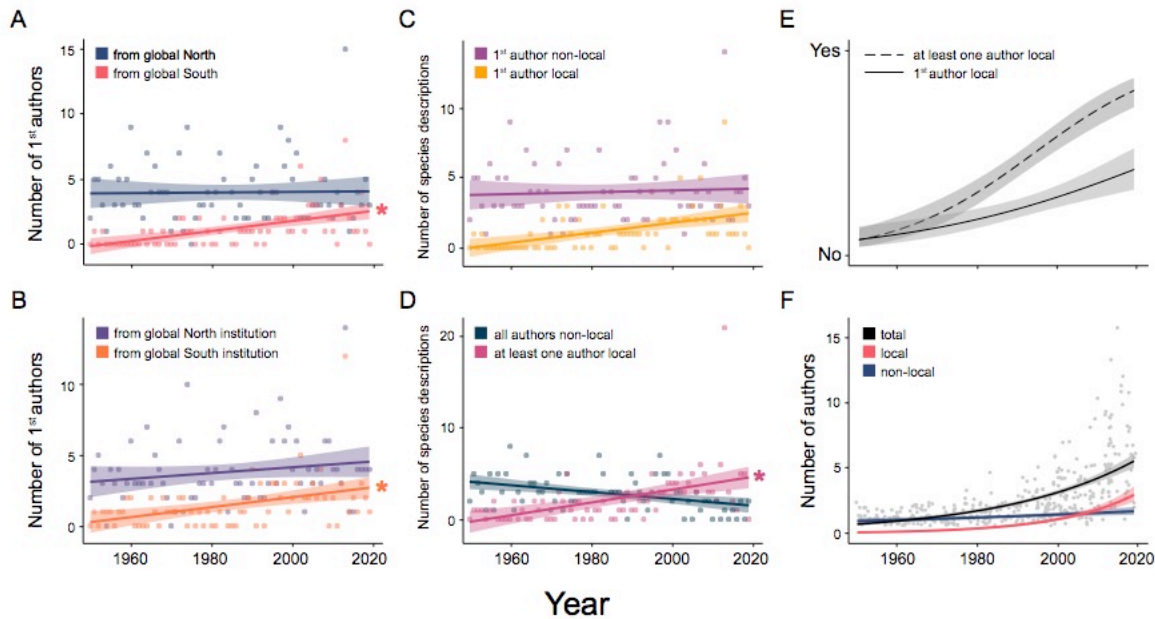 A
from global North
from global South
Number of 1st authors
15
10
5
0
*
B
from global North institution
from global South institution
Number of 1st authors
10
5
0
*
1960
1980
2000
2020
C
1st author non-local
1st author local
Number of species descriptions
10
5
0
D
all authors non-local
at least one author local
Number of species descriptions
20
10
0
*
1960
1980
2000
2020
E
Yes
No
at least one author local
1st author local
F
total
local
non-local
Number of authors
15
10
5
0
1960
1980
2000
2020
Year